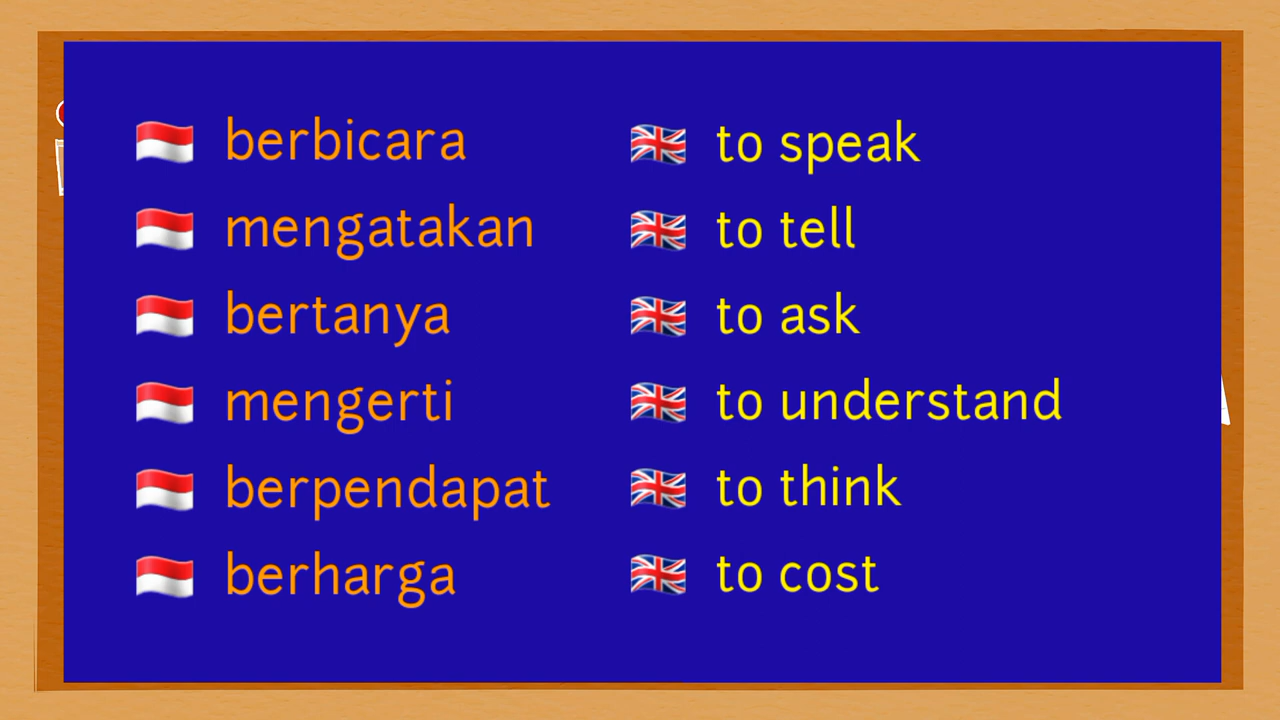 berbicara to speak
mengatakan to tell
bertanya to ask
mengerti to understand
berpendapat to think
berharga to cost